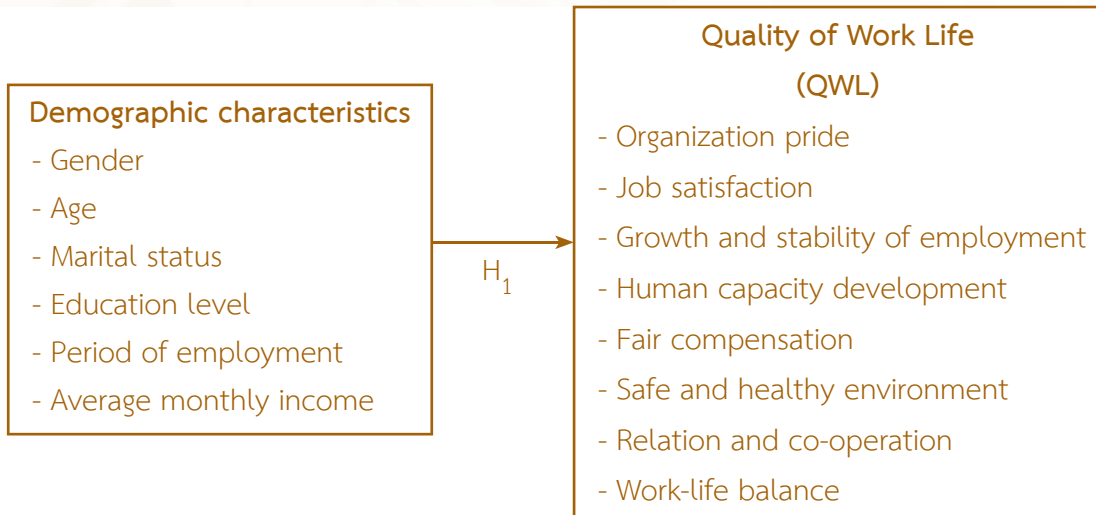 Demographic characteristics
- Gender
- Age
- Marital status
- Education level
- Period of employment
- Average monthly income
H1
Quality of Work Life
(QWL)
- Organization pride
- Job satisfaction
- Growth and stability of employment
- Human capacity development
- Fair compensation
- Safe and healthy environment
- Relation and co-operation
- Work-life balance